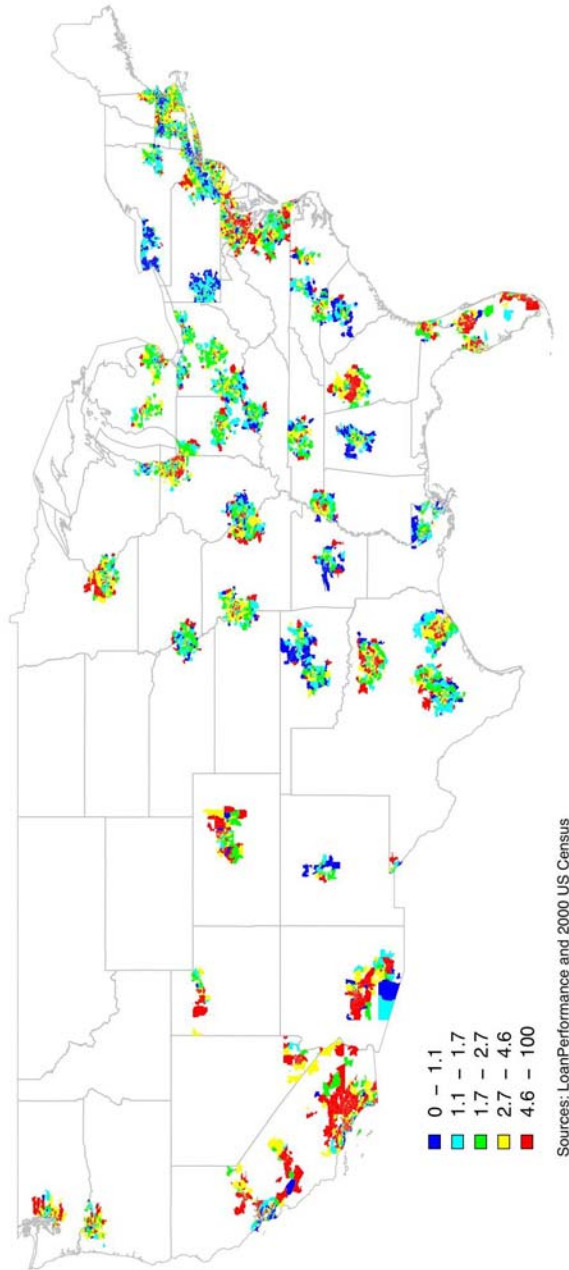 0 – 1.1
1.1 – 1.7
1.7 – 2.7
2.7 – 4.6
4.6 – 100
Sources: LoanPerformance and 2000 US Census